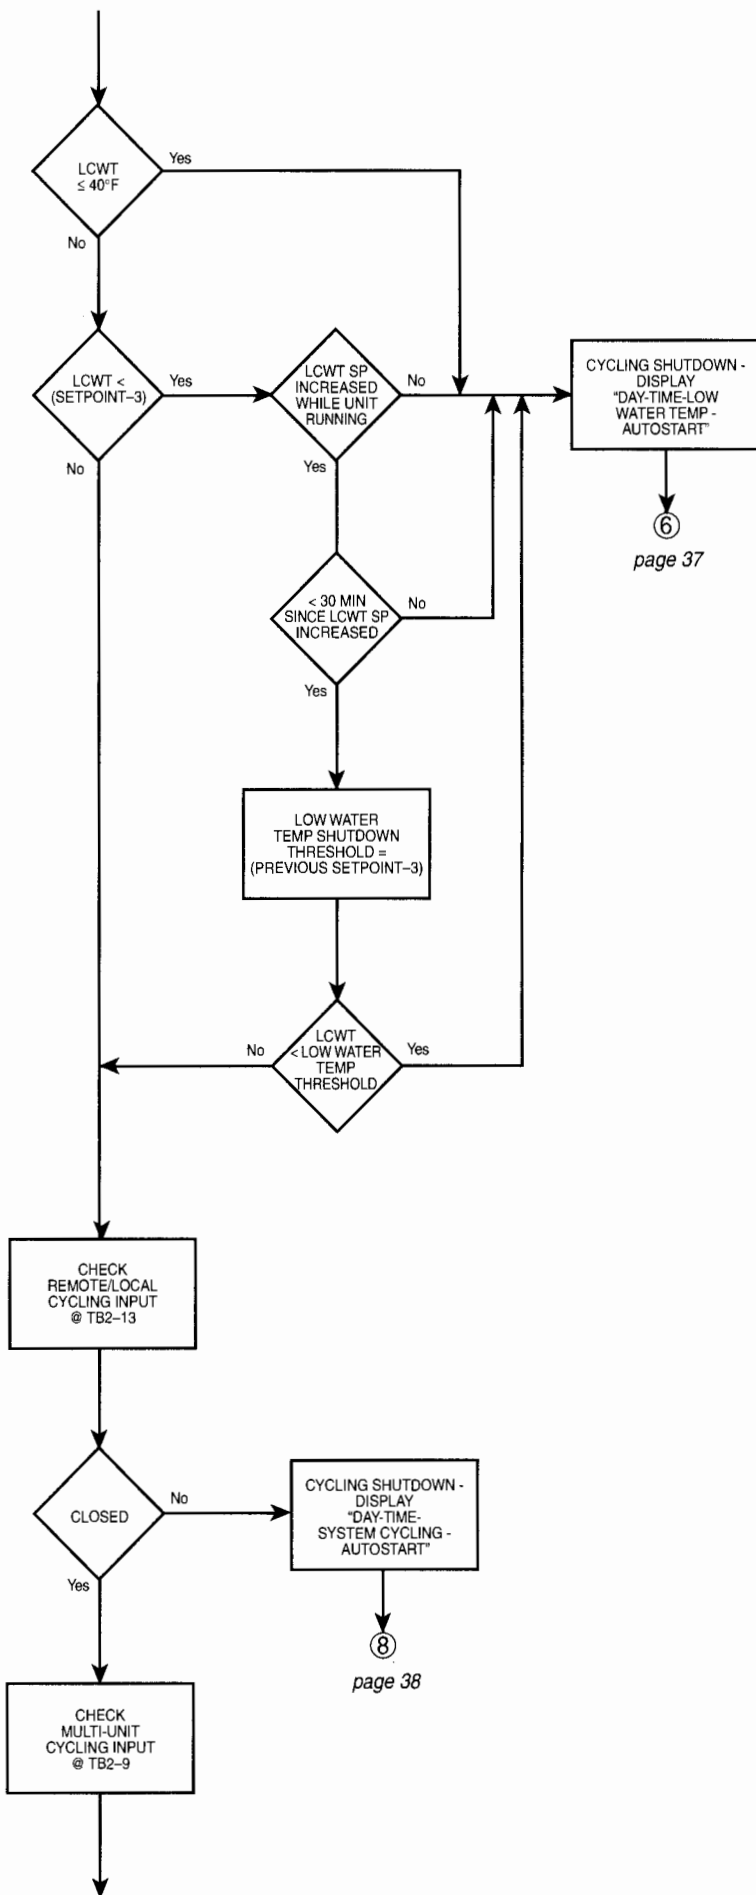 LCWT
≤ 40°F
Yes
No
LCWT <
(SETPOINT–3)
Yes
No
LCWT SP
INCREASED
WHILE UNIT
RUNNING
No
Yes
CYCLING SHUTDOWN -
DISPLAY
"DAY-TIME-LOW
WATER TEMP -
AUTOSTART"
6
page 37
< 30 MIN
SINCE LCWT SP
INCREASED
No
Yes
LOW WATER
TEMP SHUTDOWN
THRESHOLD =
(PREVIOUS SETPOINT–3)
LCWT
< LOW WATER
TEMP
THRESHOLD
No
Yes
CHECK
REMOTE/LOCAL
CYCLING INPUT
@ TB2–13
CLOSED
No
Yes
CYCLING SHUTDOWN -
DISPLAY
"DAY-TIME-
SYSTEM CYCLING -
AUTOSTART"
8
page 38
CHECK
MULTI-UNIT
CYCLING INPUT
@ TB2–9